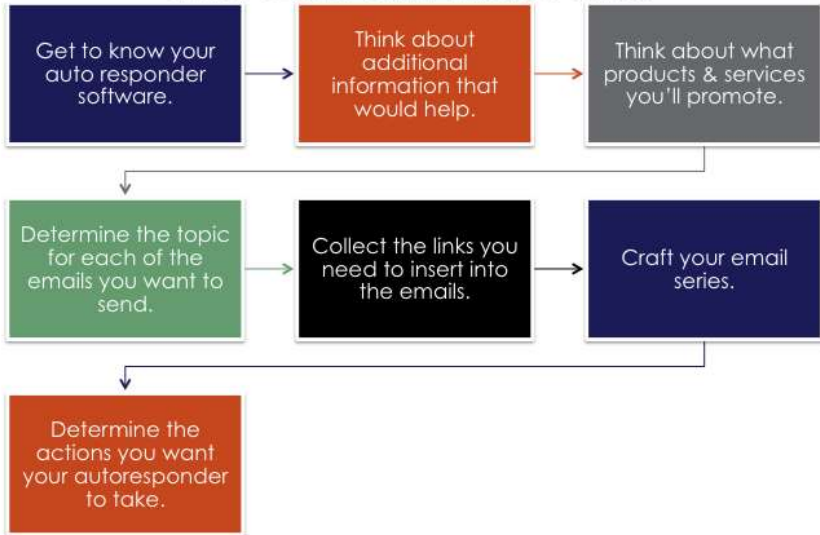 Get to know your
auto responder
software.
Think about
additional
information that
would help.
Think about what
products & services
you'll promote.
Determine the topic
for each of the
emails you want to
send.
Collect the links you
need to insert into
the emails.
Craft your email
series.
Determine the
actions you want
your autoresponder
to take.